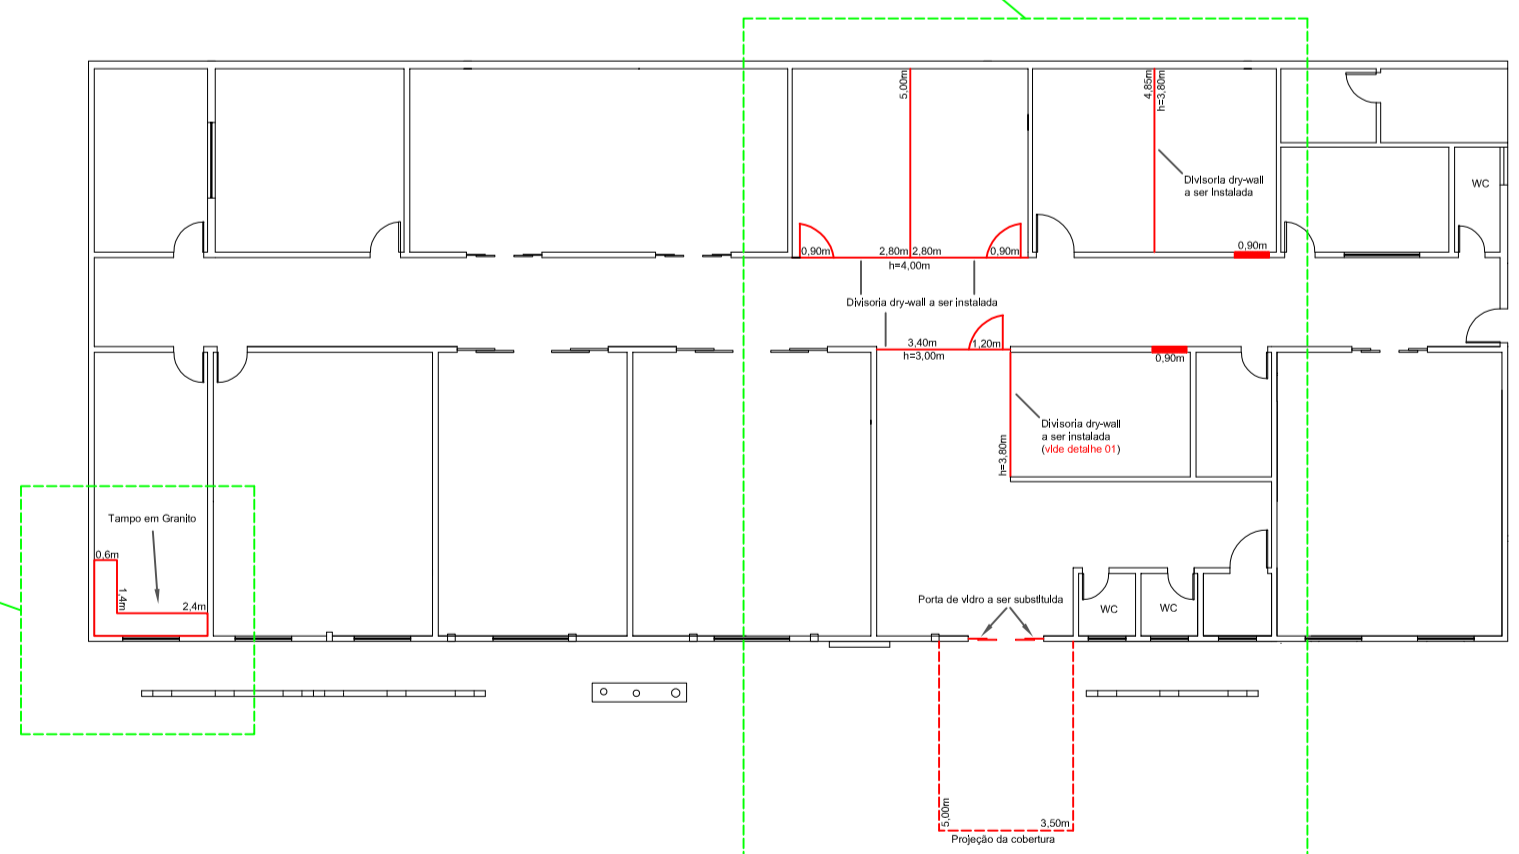 5.00m
4.85m
h=3,80m
Divisoria dry-wall
a ser instalada
WC
0,90m
2,80m
2,80m
0,90m
0,90m
h=4,00m
Divisoria dry-wall a ser instalada
3,40m
1,20m
h=3,00m
0,90m
Divisoria dry-wall
a ser instalada
(vide detalhe 01)
h=3,80m
Tampo em Granito
0,6m
1,4m
2,4m
Porta de vidro a ser substituida
WC
WC
5.00m
3,50m
Projeção da cobertura